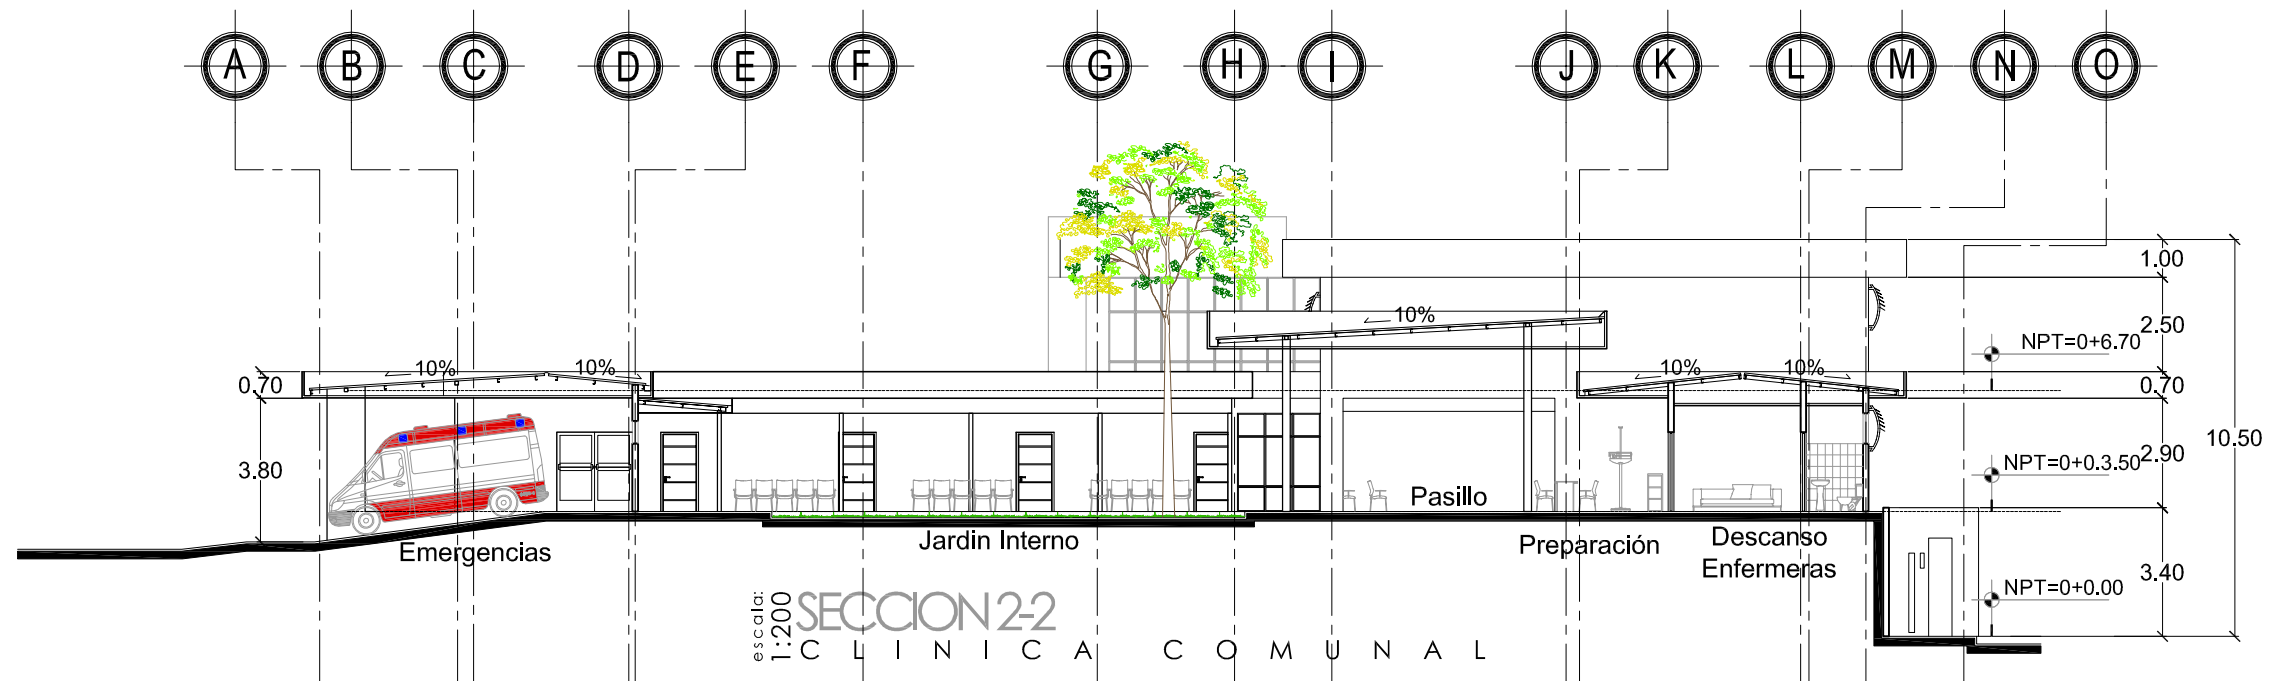 A B C D E F G H I J K L M N O
1.00
10%
2.50
NPT=0+6.70
10% 10%
10% 10%
0.70
0.70
3.80
2.90
10.50
NPT=0+0.3.50
Pasillo
Emergencias
Jardin Interno
Preparación
Descanso
Enfermeras
3.40
NPT=0+0.00
escala:
1:200
SECCION 2-2
CLINICA COMUNAL